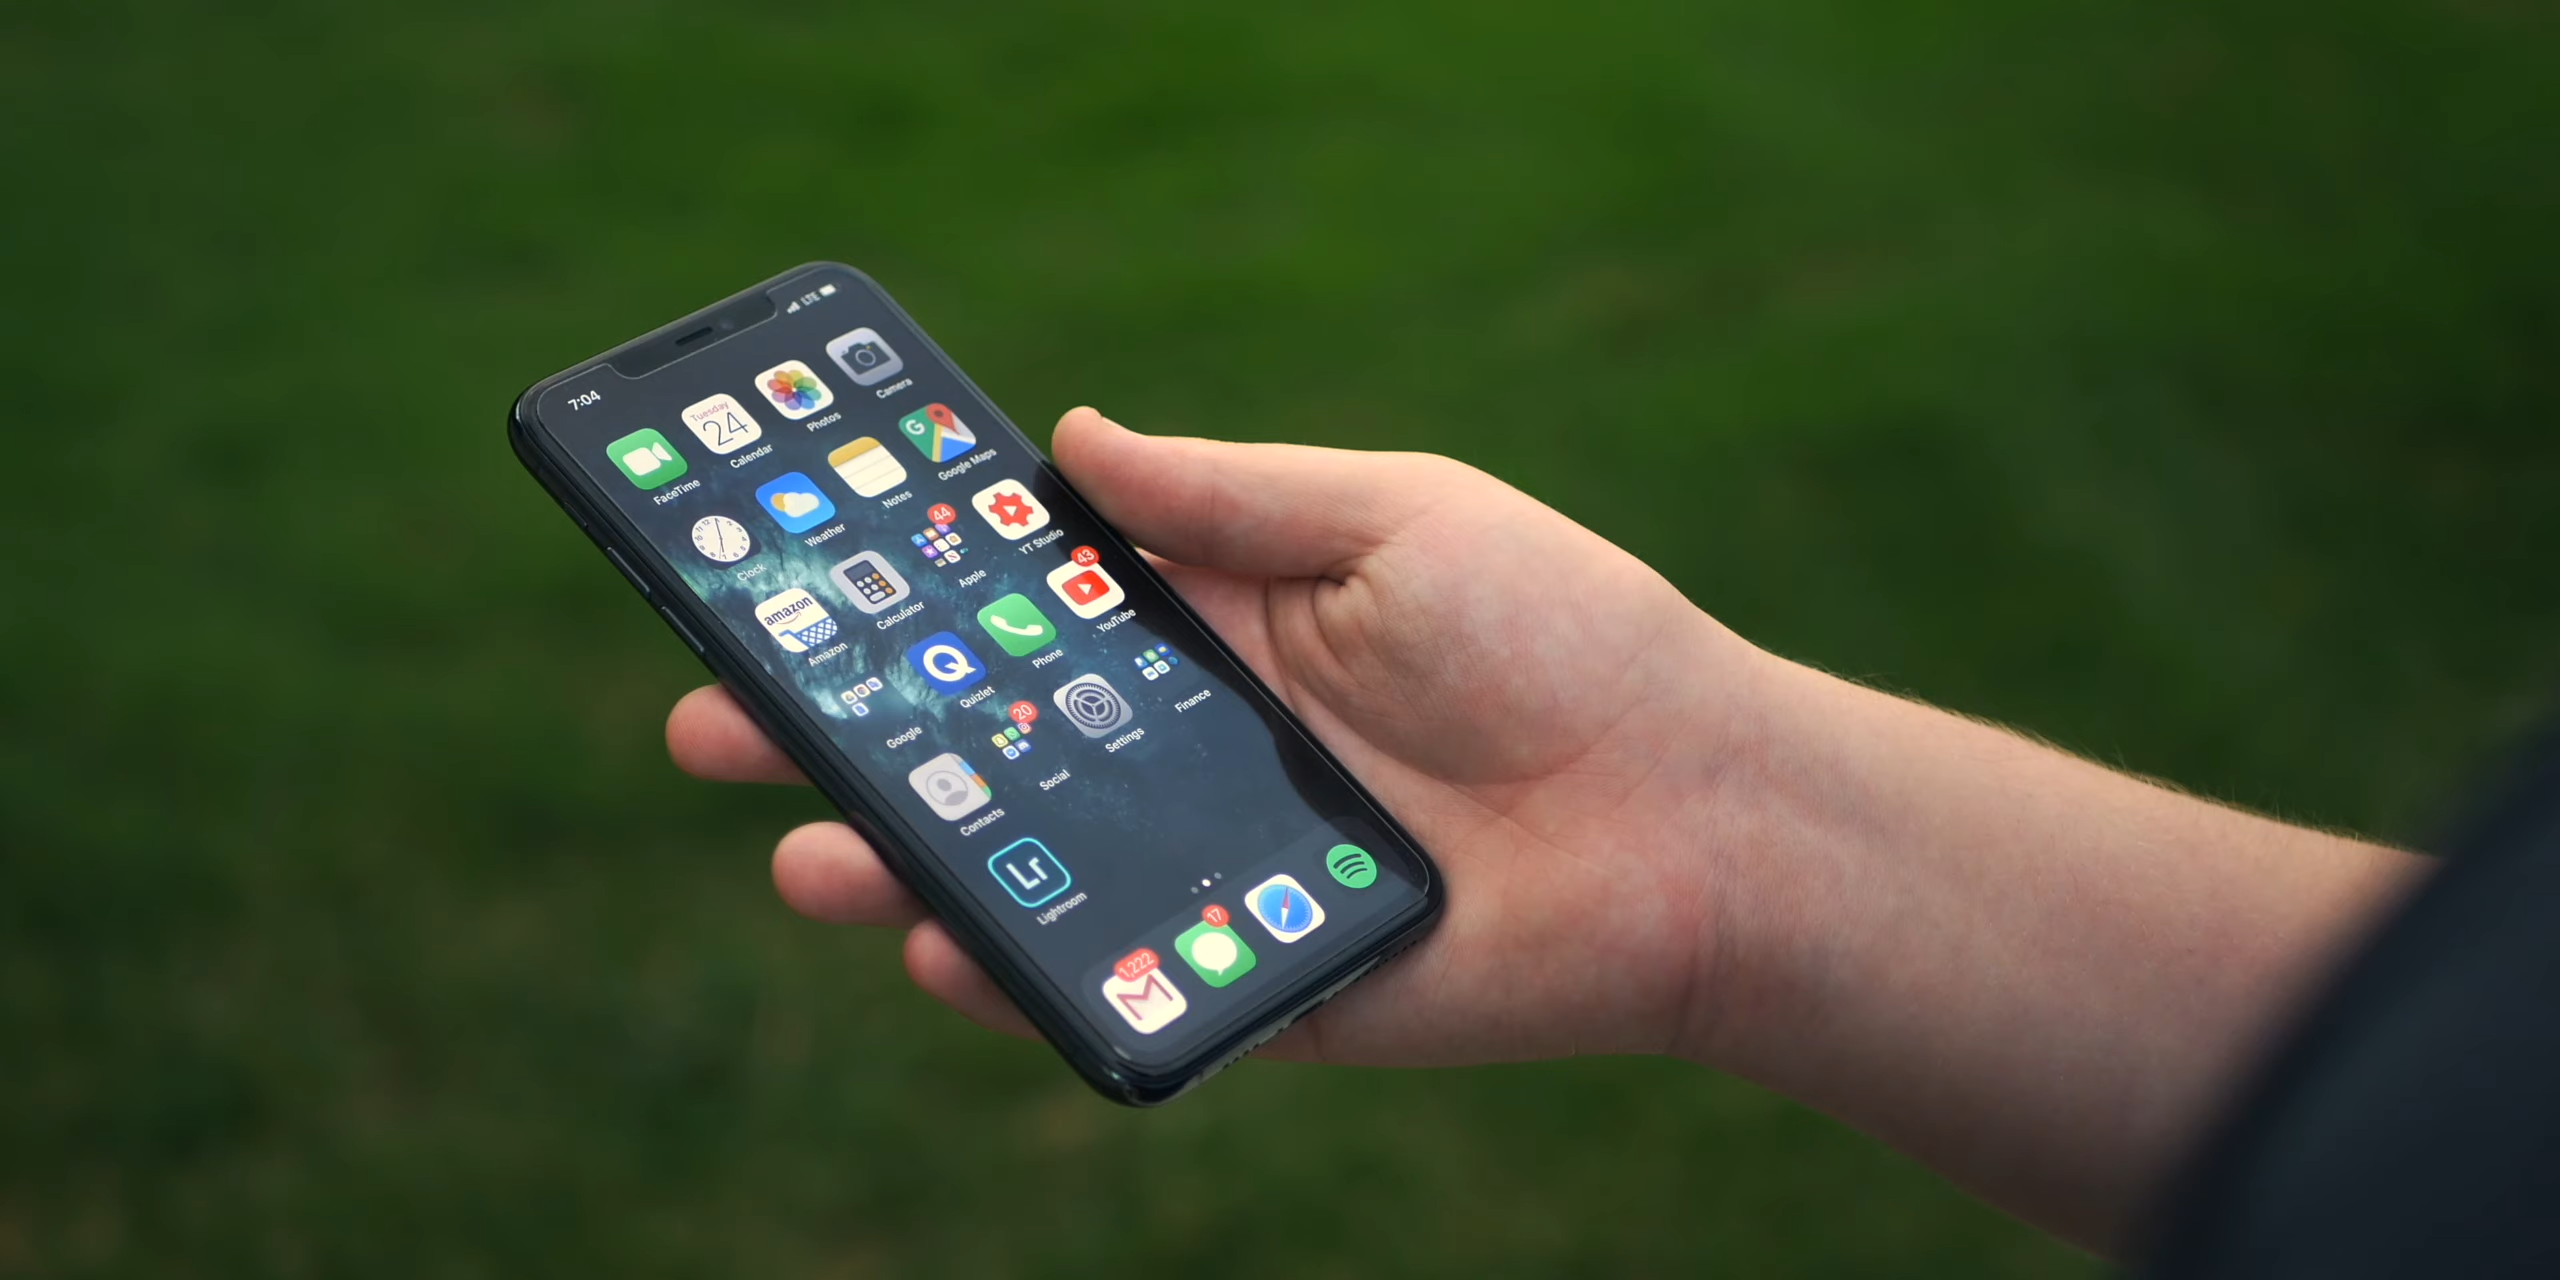 7:04
LTE
Tuesday
24
FaceTime
Calendar
Photos
Camera
Clock
Weather
Notes
G
Google Maps
amazon
Amazon
Calculator
44
Apple
YT Studio
Google
Q
Quizlet
Phone
43
YouTube
Contacts
20
Social
Settings
Finance
Lr
Lightroom
1,222
17